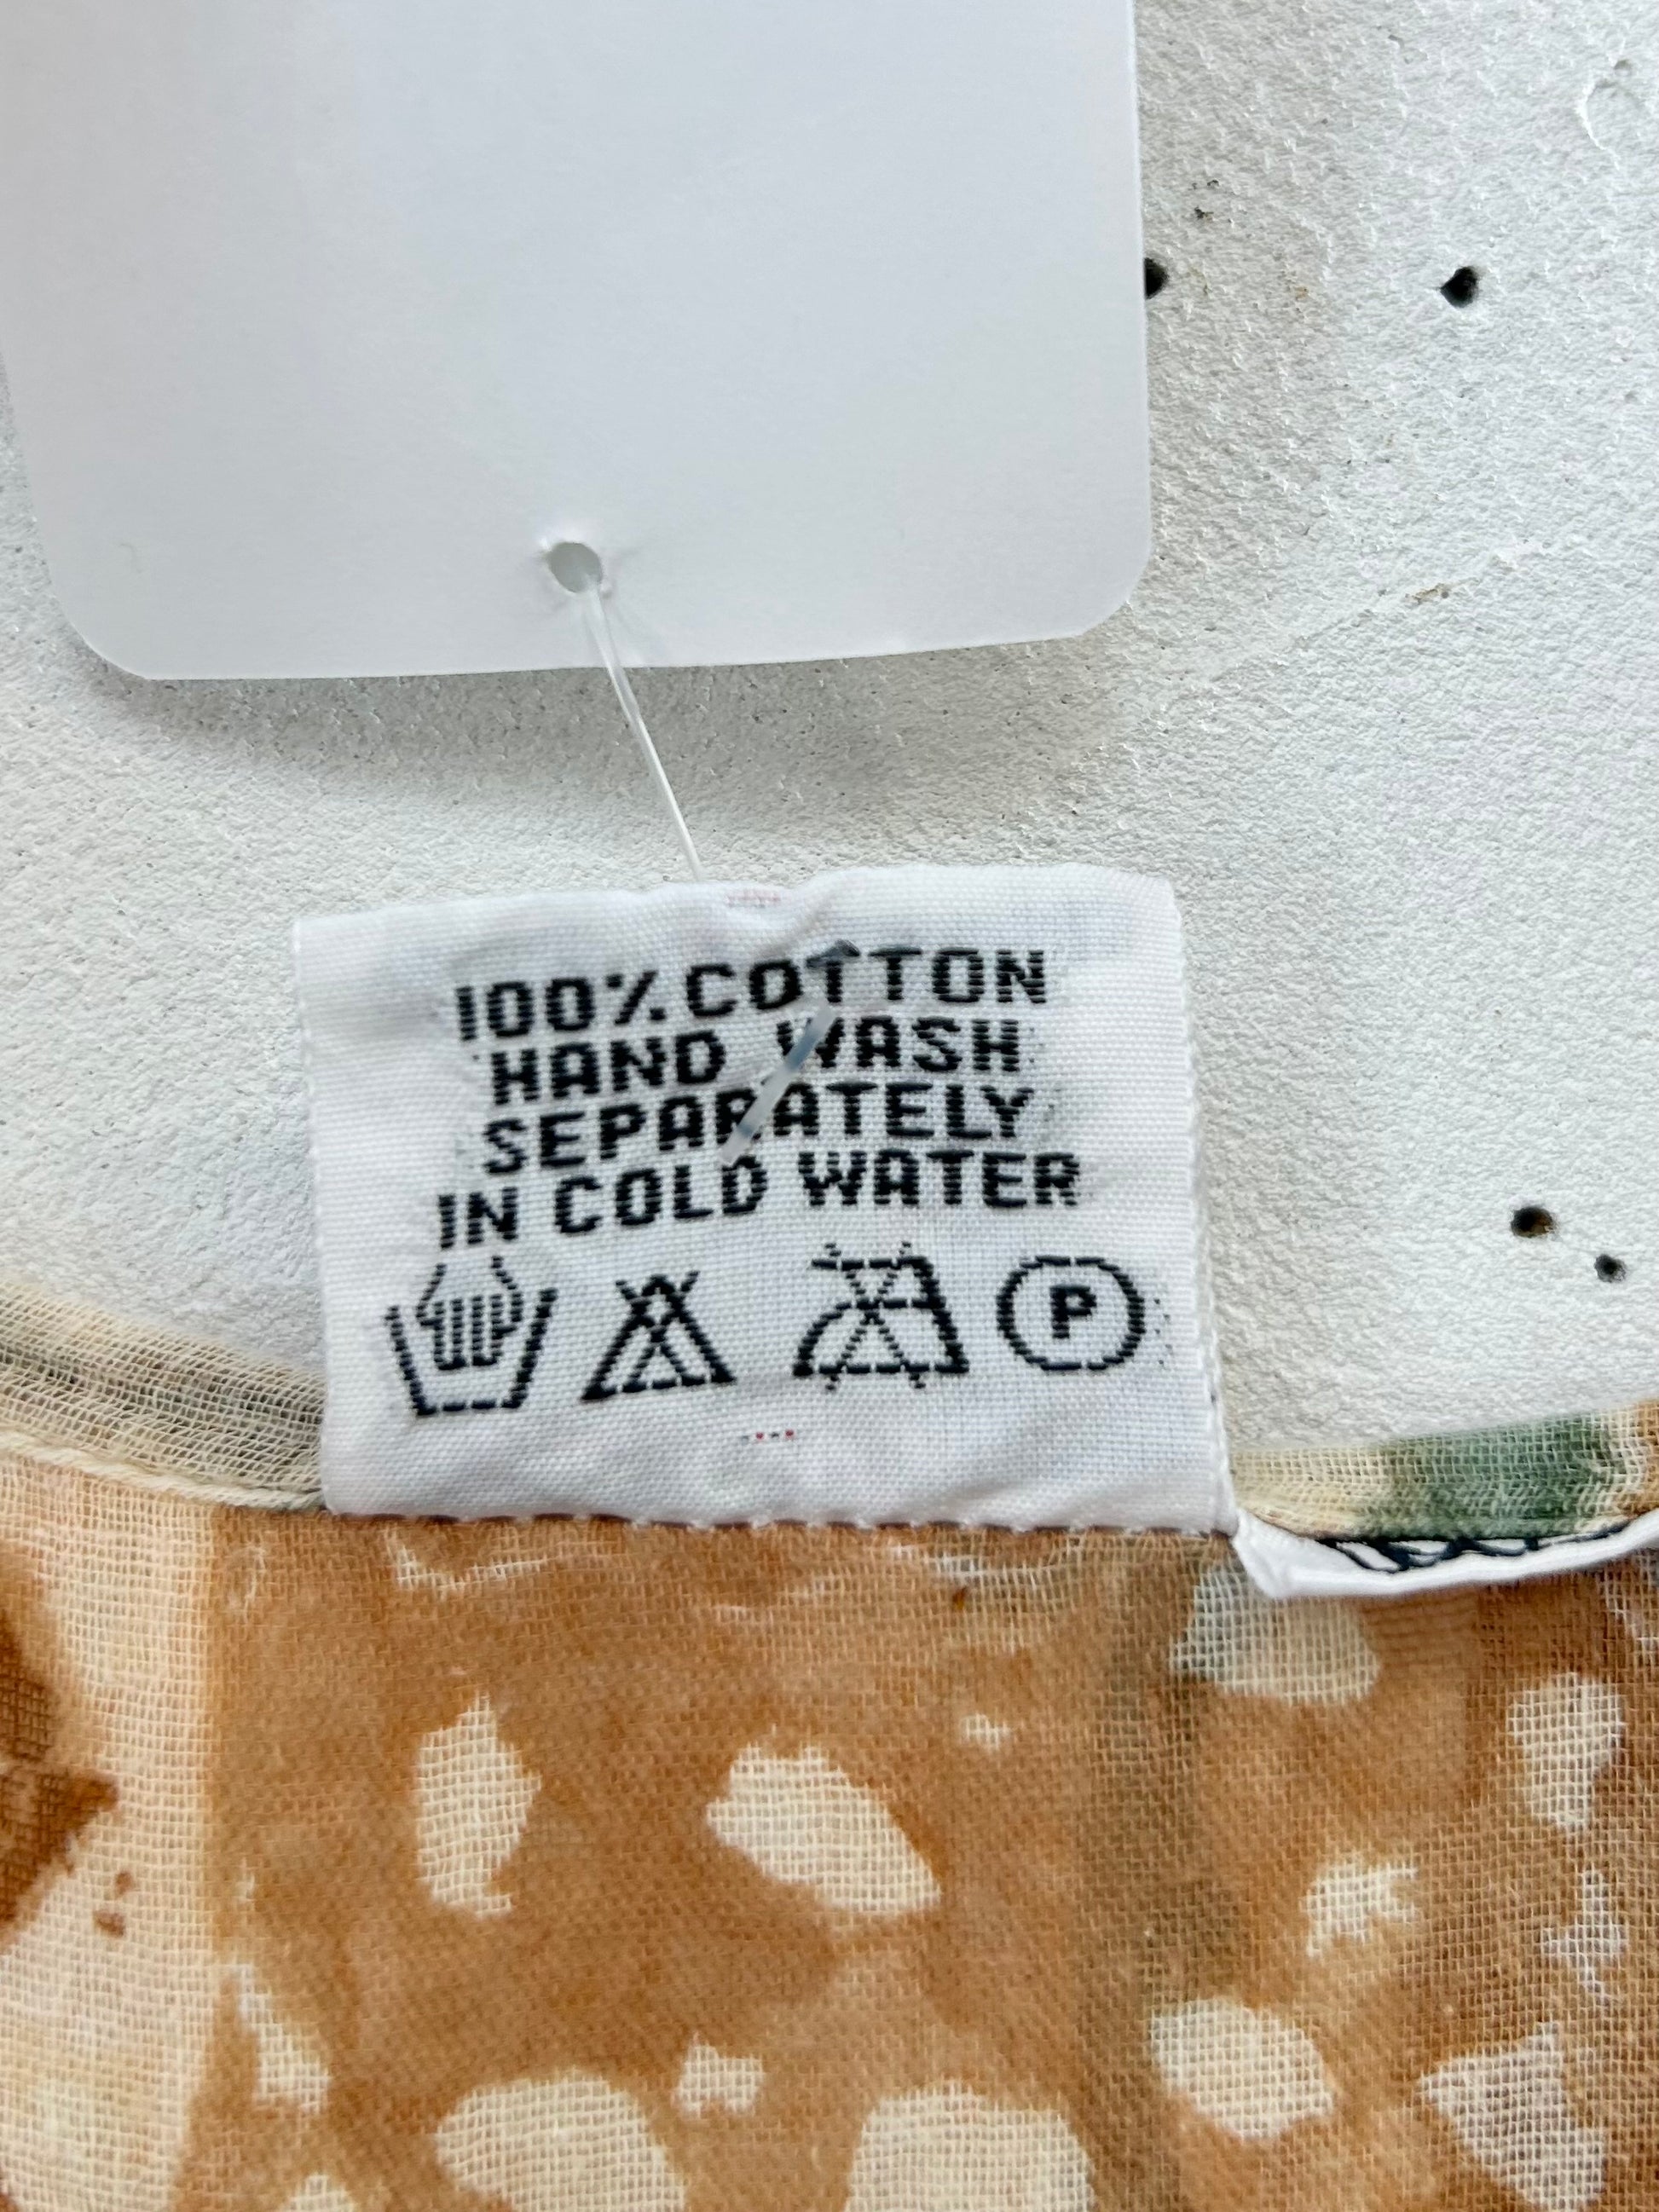 100% COTTON
HAND WASH
SEPARATELY
IN COLD WATER
P